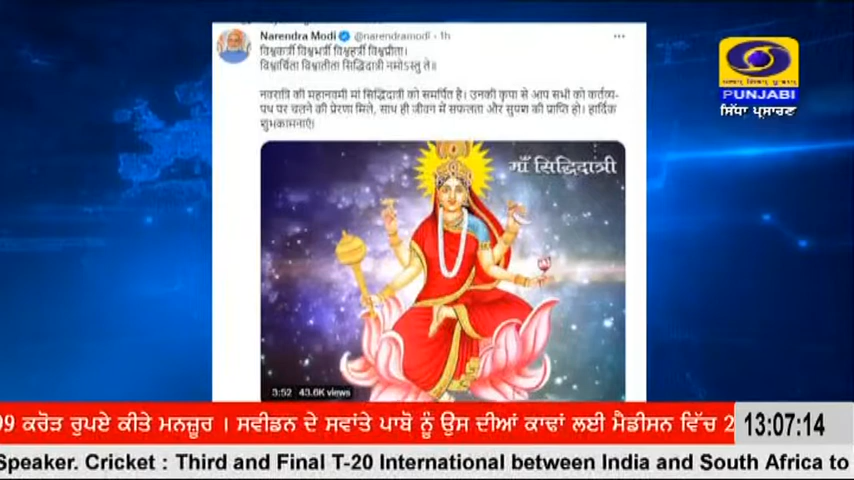 Narendra Modi @narendramodi · 1h
विश्वकर्त्री विश्वभर्त्री विश्वहर्त्री विश्वप्रीता।
विश्वार्चिता विश्वातीता सिद्धिदात्री नमोऽस्तु ते॥
नवरात्रि की महानवमी मां सिद्धिदात्री को समर्पित है। उनकी कृपा से आप सभी को कर्तव्य-
पथ पर चलने की प्रेरणा मिले, साथ ही जीवन में सफलता और सुयश की प्राप्ति हो। हार्दिक
शुभकामनाएं!
माँ सिद्धिदात्री
3:52 43.6K views
PUNJABI
ਸਿੱਧਾ ਪ੍ਰਸਾਰਣ
99 ਕਰੋੜ ਰੁਪਏ ਕੀਤੇ ਮਨਜ਼ੂਰ । ਸਵੀਡਨ ਦੇ ਸਵਾਂਤੇ ਪਾਬੋ ਨੂੰ ਉਸ ਦੀਆਂ ਕਾਢਾਂ ਲਈ ਮੈਡੀਸਨ ਵਿੱਚ 2
13:07:14
Speaker. Cricket : Third and Final T-20 International between India and South Africa to